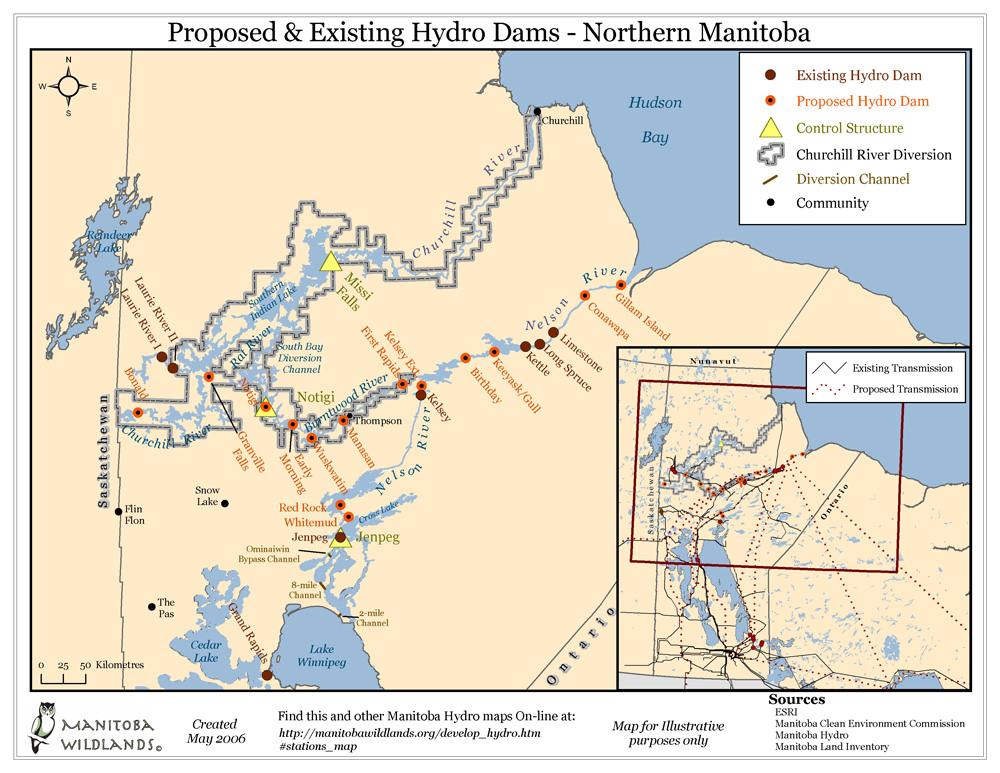 Proposed & Existing Hydro Dams - Northern Manitoba
N
W
E
S
Hudson
Bay
Existing Hydro Dam
Proposed Hydro Dam
Control Structure
Churchill River Diversion
Diversion Channel
Community
Churchill
Churchill River
Reindeer
Lake
Missi
Falls
Southern
Indian Lake
Laurie River II
Laurie River I
Rat River
South Bay
Diversion
Channel
Nelson River
Gillam Island
Conawapa
Limestone
Long Spruce
Kettle
Keeyask/Gull
Birthday
Kelsey Ext.
First Rapids
Kelsey
Bonald
Notigi
Notigi
Burntwood River
Thompson
Manasan
Wuskwatim
Early
Morning
Granville
Falls
Churchill River
Saskatchewan
Nelson River
Snow
Lake
Flin
Flon
Red Rock
Whitemud
Cross Lake
Jenpeg
Jenpeg
Ominaiwin
Bypass Channel
8-mile
Channel
2-mile
Channel
The
Pas
Grand Rapids
Cedar
Lake
Lake
Winnipeg
Ontario
0 25 50 Kilometres
Nunavut
Existing Transmission
Proposed Transmission
Saskatchewan
Ontario
MANITOBA
WILDLANDS ©
Created
May 2006
Find this and other Manitoba Hydro maps On-line at:
http://manitobawildlands.org/develop_hydro.htm
#stations_map
Map for Illustrative
purposes only
Sources
ESRI
Manitoba Clean Environment Commission
Manitoba Hydro
Manitoba Land Inventory